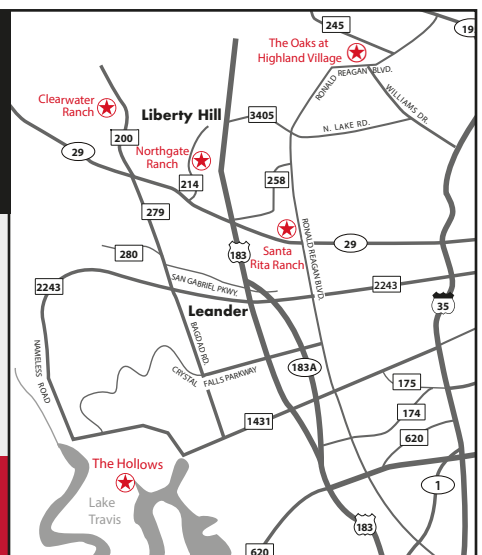 245
19
The Oaks at
Highland Village
RONALD REAGAN BLVD.
WILLIAMS DR.
Clearwater
Ranch
Liberty Hill
3405
N. LAKE RD.
200
29
Northgate
Ranch
214
258
279
Santa
Rita Ranch
RONALD REAGAN BLVD.
29
280
183
SAN GABRIEL PKWY.
2243
2243
35
Leander
BAGDAD RD.
NAMELESS ROAD
CRYSTAL FALLS PARKWAY
183A
175
174
1431
620
The Hollows
1
Lake
Travis
183
620